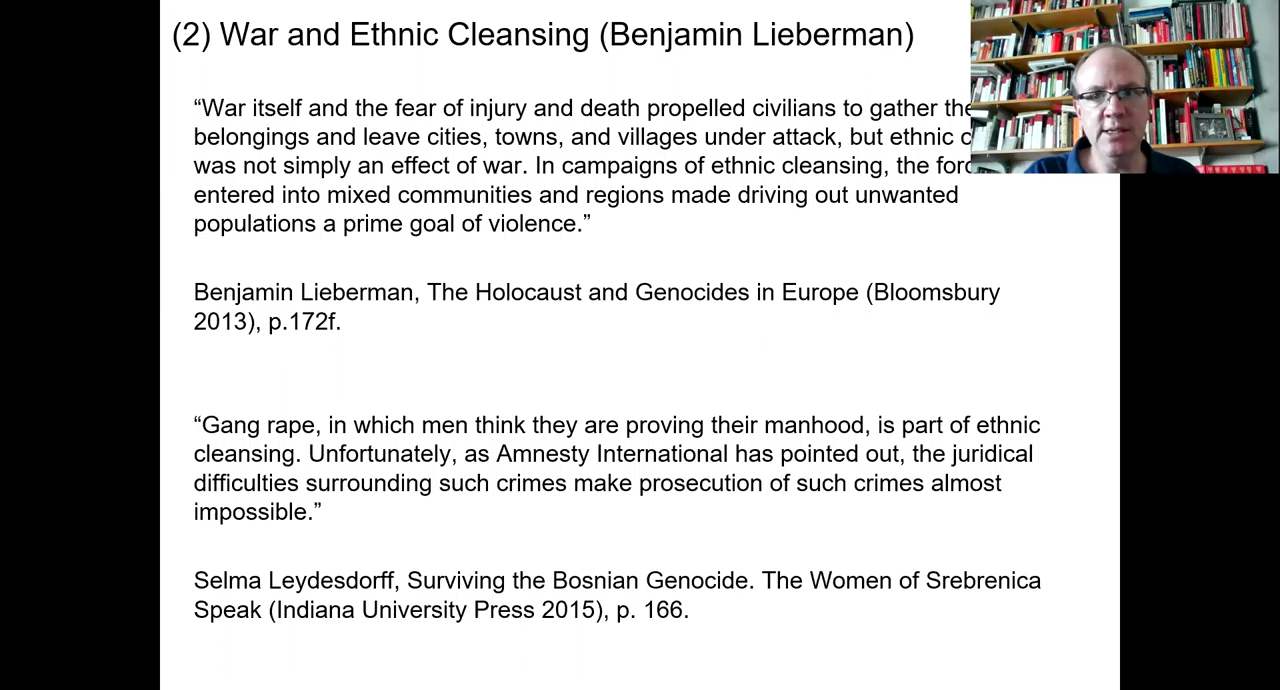 (2) War and Ethnic Cleansing (Benjamin Lieberman)
“War itself and the fear of injury and death propelled civilians to gather
belongings and leave cities, towns, and villages under attack, but ethnic
was not simply an effect of war. In campaigns of ethnic cleansing, the
entered into mixed communities and regions made driving out unwanted
populations a prime goal of violence.”
Benjamin Lieberman, The Holocaust and Genocides in Europe (Bloomsbury
2013), p.172f.
“Gang rape, in which men think they are proving their manhood, is part of ethnic
cleansing. Unfortunately, as Amnesty International has pointed out, the juridical
difficulties surrounding such crimes make prosecution of such crimes almost
impossible.”
Selma Leydesdorff, Surviving the Bosnian Genocide. The Women of Srebrenica
Speak (Indiana University Press 2015), p. 166.